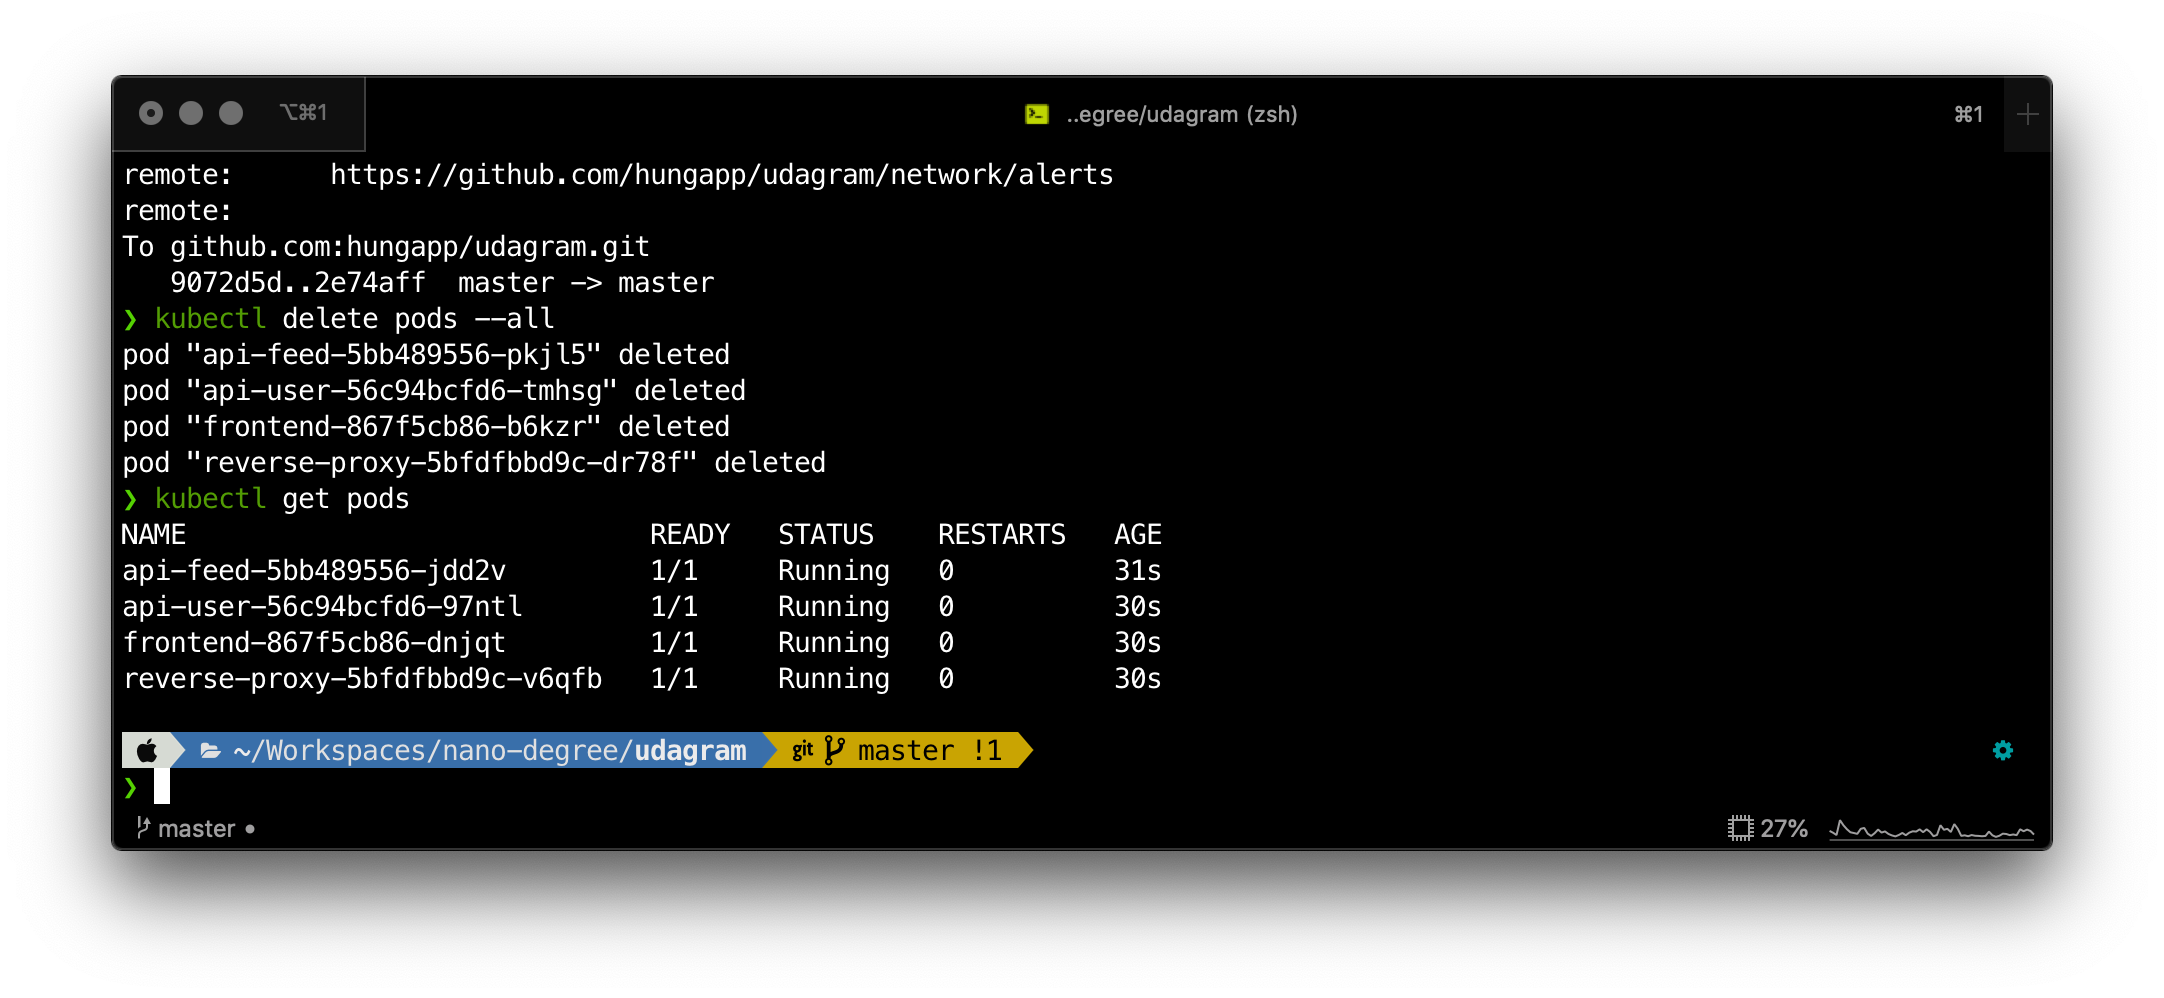 ⌥⌘1 ..egree/udagram (zsh) ⌘1
remote:      https://github.com/hungapp/udagram/network/alerts
remote:
To github.com:hungapp/udagram.git
   9072d5d..2e74aff  master -> master
❯ kubectl delete pods --all
pod "api-feed-5bb489556-pkjl5" deleted
pod "api-user-56c94bcfd6-tmhsg" deleted
pod "frontend-867f5cb86-b6kzr" deleted
pod "reverse-proxy-5bfdfbbd9c-dr78f" deleted
❯ kubectl get pods
NAME                             READY   STATUS    RESTARTS   AGE
api-feed-5bb489556-jdd2v         1/1     Running   0          31s
api-user-56c94bcfd6-97ntl        1/1     Running   0          30s
frontend-867f5cb86-dnjqt         1/1     Running   0          30s
reverse-proxy-5bfdfbbd9c-v6qfb   1/1     Running   0          30s
~/Workspaces/nano-degree/udagram git master !1
❯
master • 27%